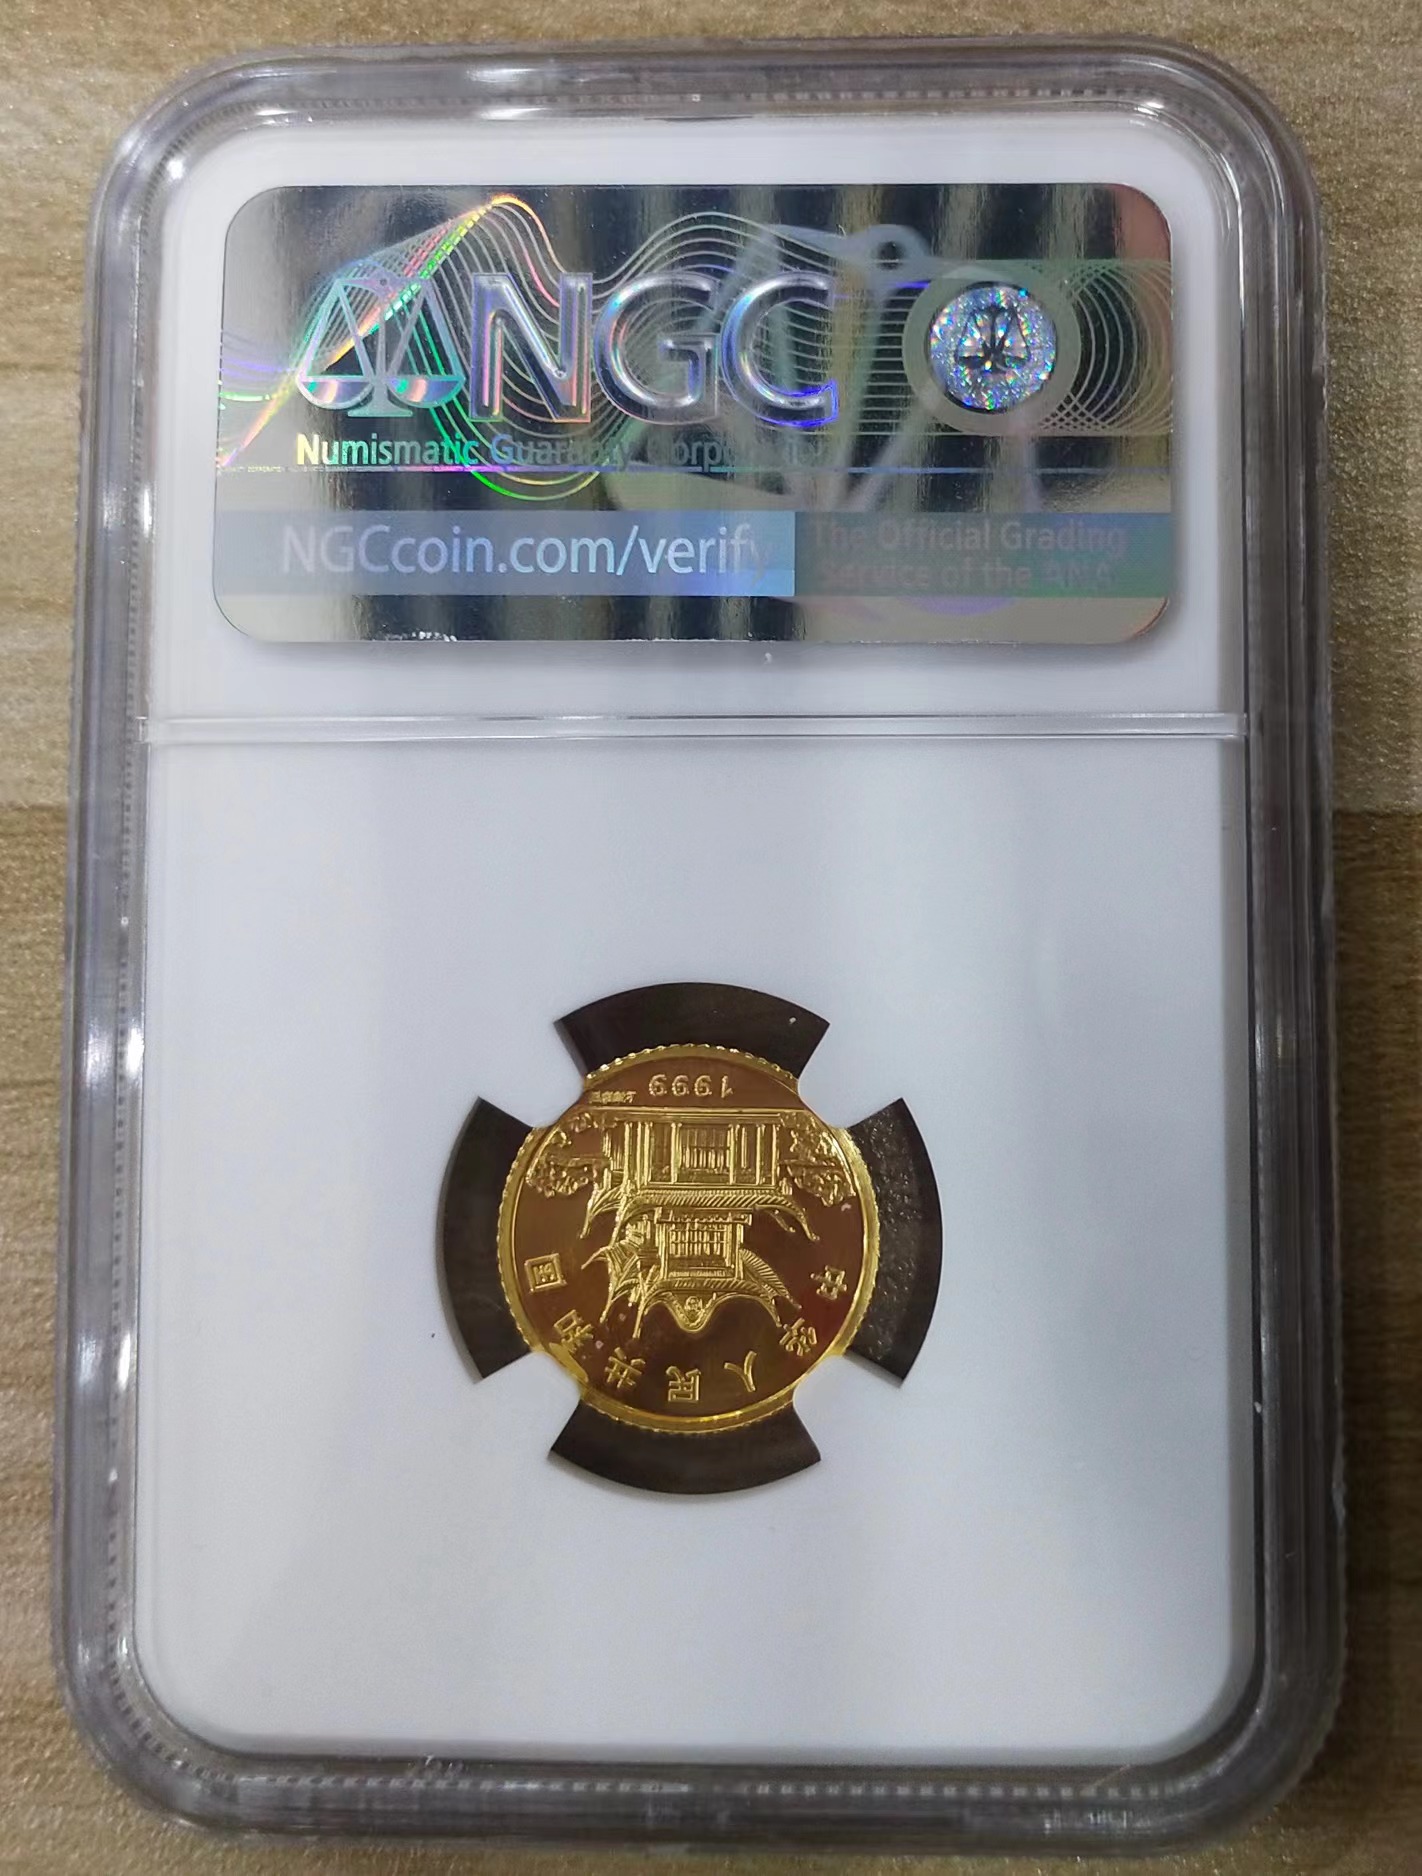 NGC
Numismatic Guaranty Corporation
NGCcoin.com/verify
The Official Grading
Service of the ANA
中华人民共和国
1999